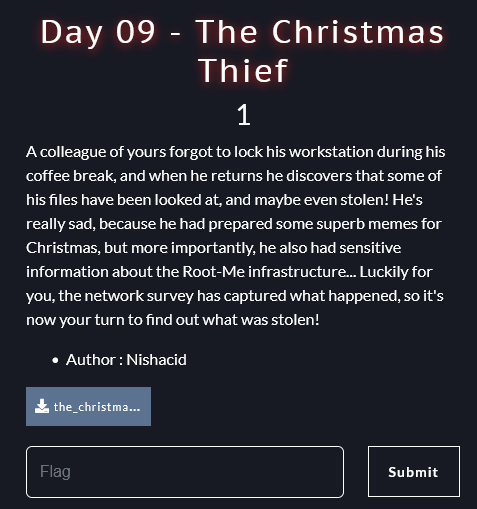 Day 09 - The Christmas
Thief
1
A colleague of yours forgot to lock his workstation during his
coffee break, and when he returns he discovers that some of
his files have been looked at, and maybe even stolen! He's
really sad, because he had prepared some superb memes for
Christmas, but more importantly, he also had sensitive
information about the Root-Me infrastructure... Luckily for
you, the network survey has captured what happened, so it's
now your turn to find out what was stolen!
• Author : Nishacid
the_christma...
Flag
Submit